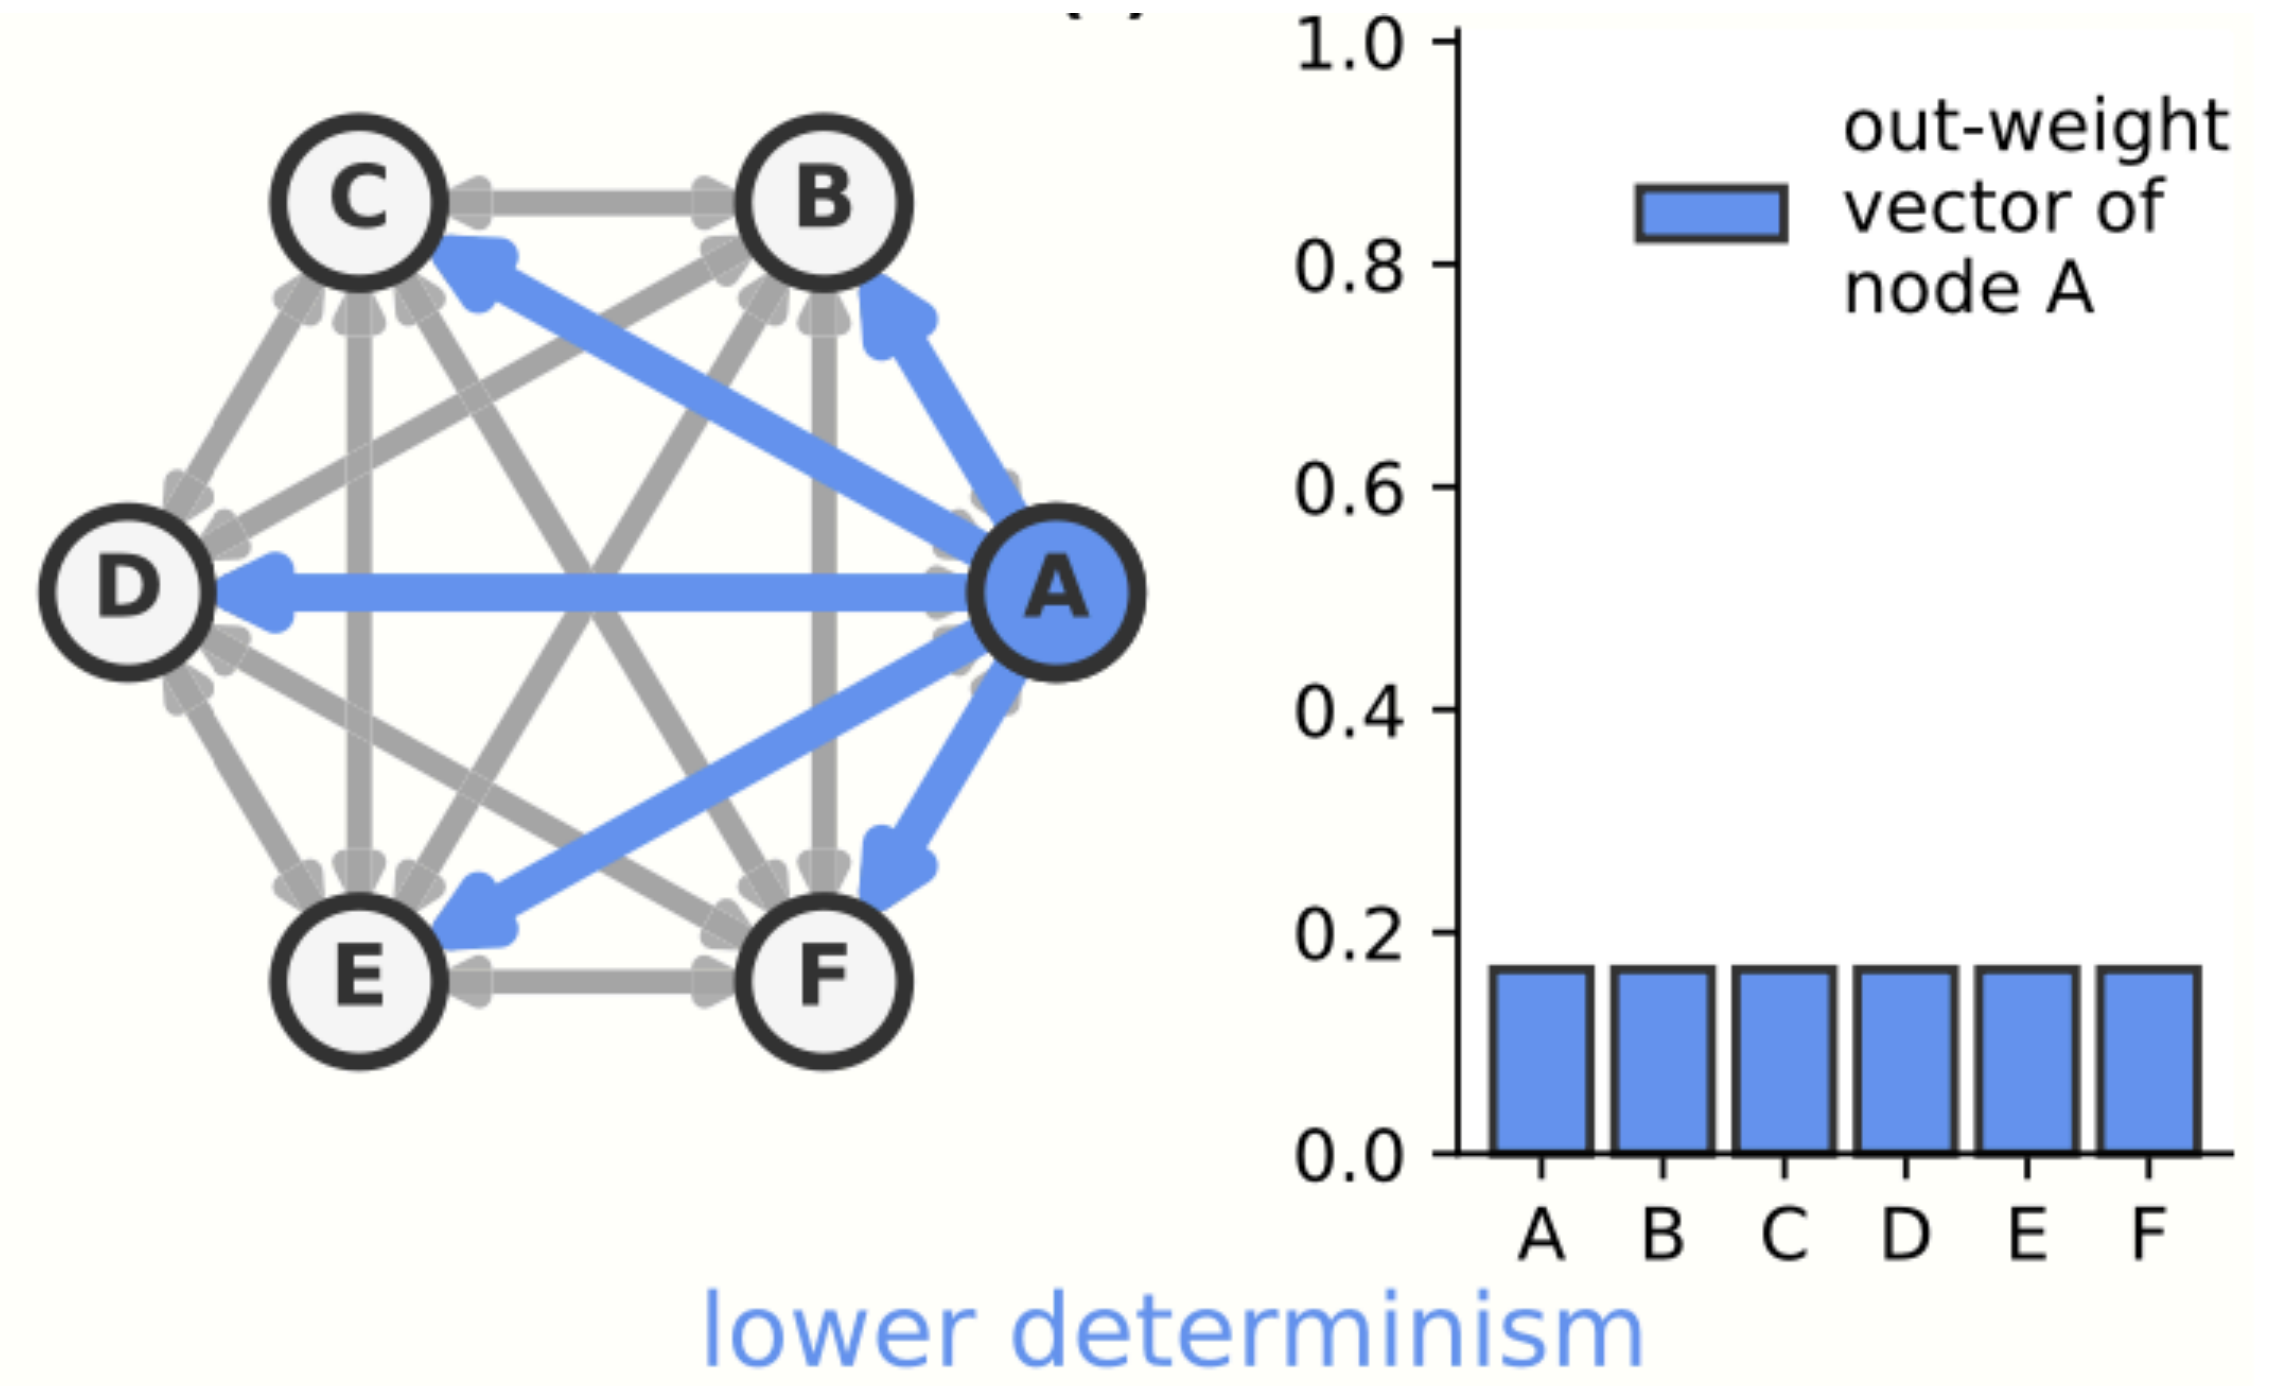 C
B
D
A
E
F
1.0
0.8
0.6
0.4
0.2
0.0
out-weight
vector of
node A
A B C D E F
lower determinism